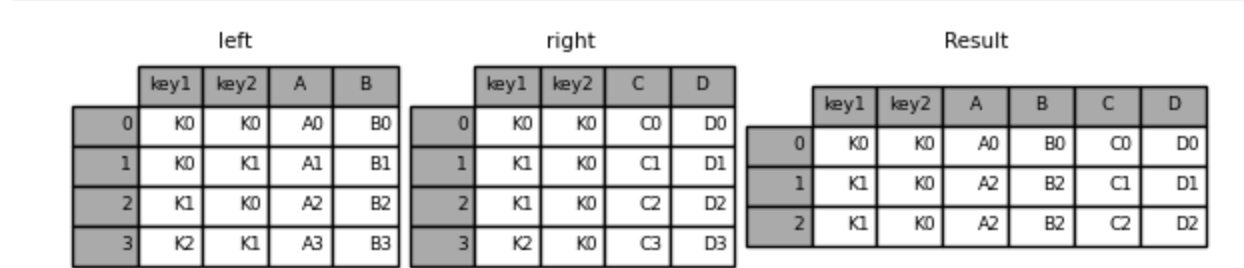 left right Result
key1 key2 A B key1 key2 C D
key1 key2 A B C D
0 K0 K0 A0 B0 0 K0 K0 C0 D0
0 K0 K0 A0 B0 C0 D0
1 K0 K1 A1 B1 1 K1 K0 C1 D1
1 K1 K0 A2 B2 C1 D1
2 K1 K0 A2 B2 2 K1 K0 C2 D2
2 K1 K0 A2 B2 C2 D2
3 K2 K1 A3 B3 3 K2 K0 C3 D3